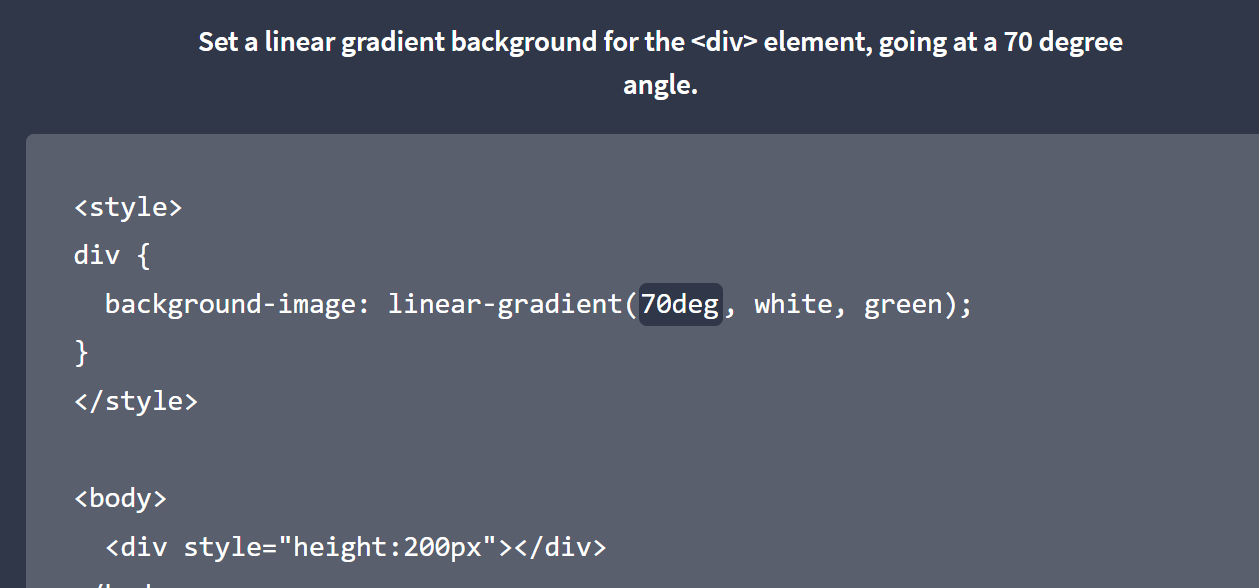 Set a linear gradient background for the <div> element, going at a 70 degree
angle.
<style>
div {
  background-image: linear-gradient(70deg, white, green);
}
</style>
<body>
  <div style="height:200px"></div>